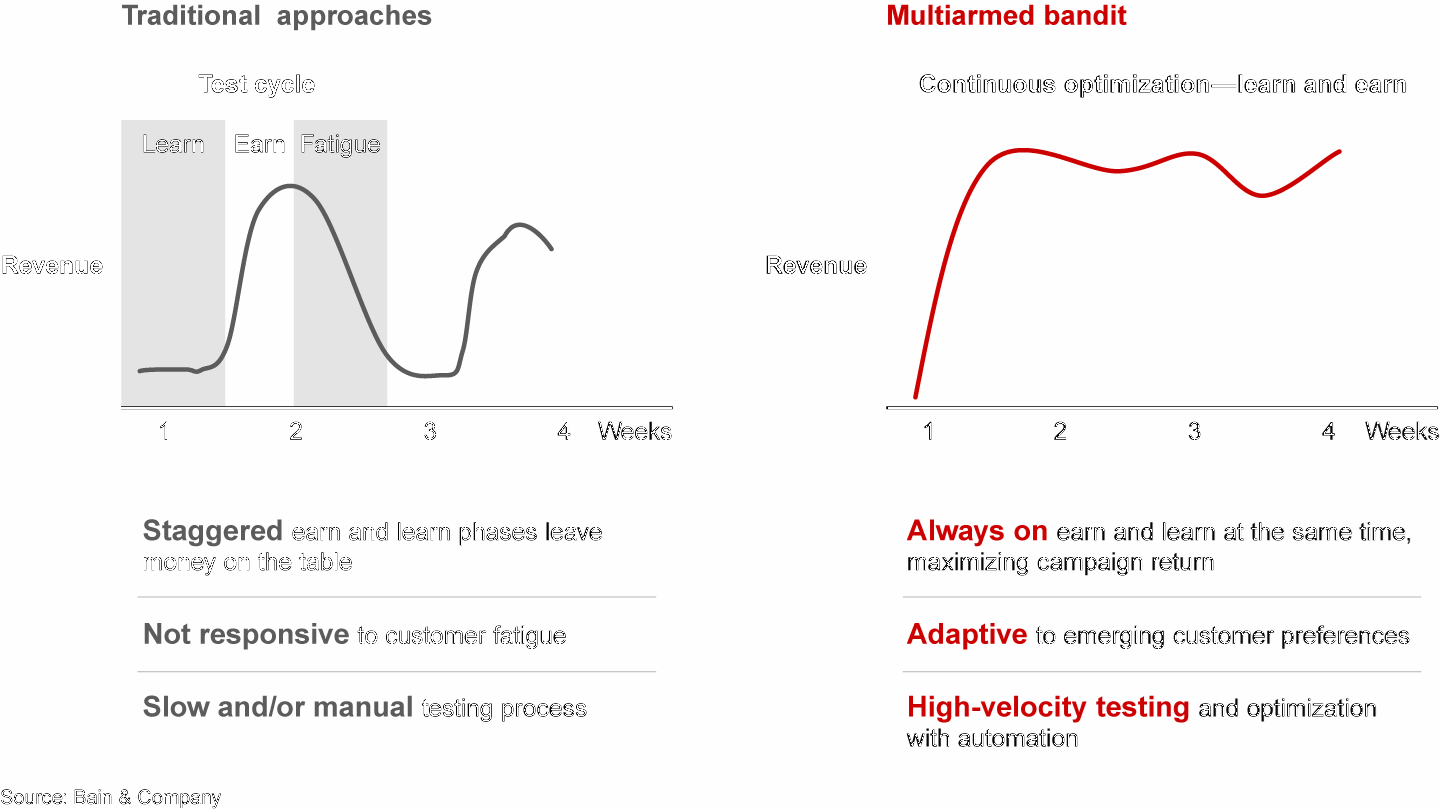 Traditional approaches
Test cycle
Learn Earn Fatigue
Revenue
1 2 3 4 Weeks
Staggered earn and learn phases leave
money on the table
Not responsive to customer fatigue
Slow and/or manual testing process
Multiarmed bandit
Continuous optimization—learn and earn
Revenue
1 2 3 4 Weeks
Always on earn and learn at the same time,
maximizing campaign return
Adaptive to emerging customer preferences
High-velocity testing and optimization
with automation
Source: Bain & Company